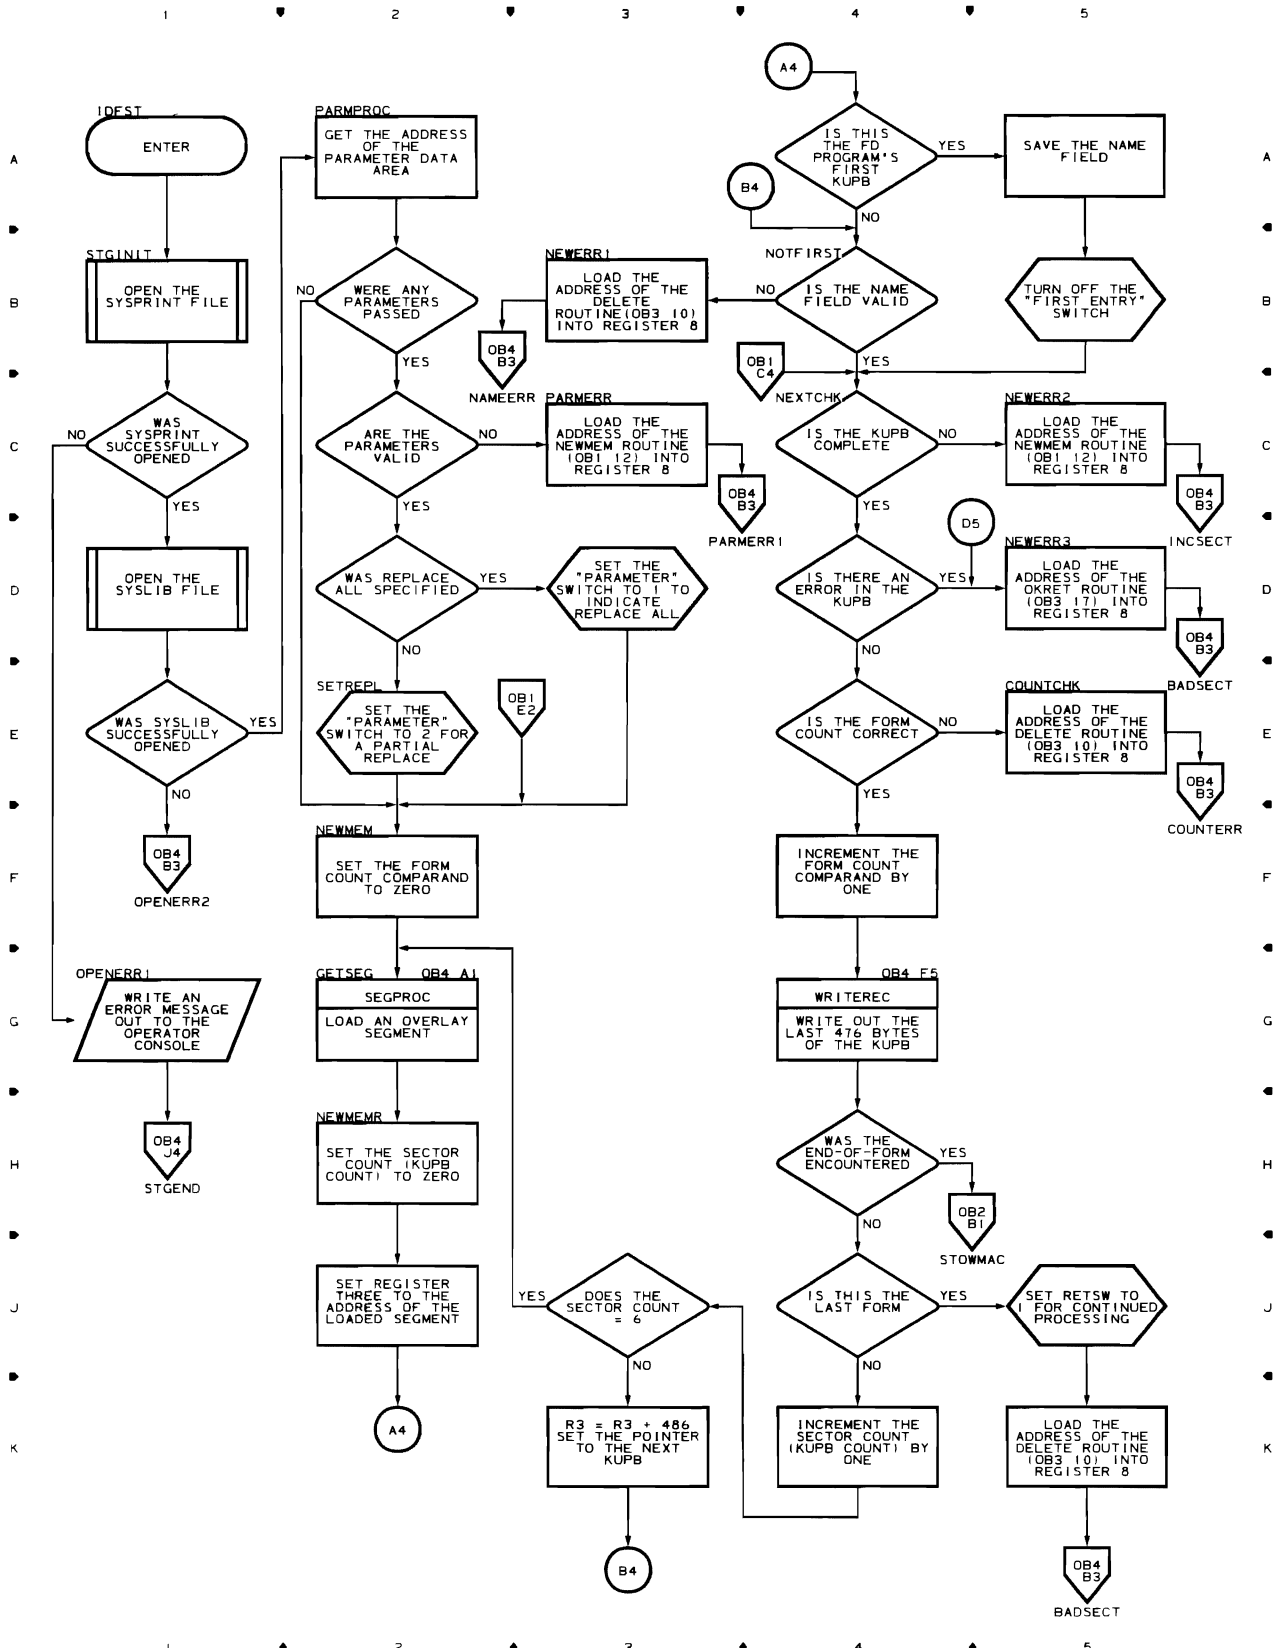 1 2 3 4 5
A
B
C
D
E
F
G
H
J
K
IDFST
ENTER
STGINIT
OPEN THE
SYSPRINT FILE
WAS
SYSPRINT
SUCCESSFULLY
OPENED
NO
YES
OPEN THE
SYSLIB FILE
WAS SYSLIB
SUCCESSFULLY
OPENED
YES
NO
OB4
B3
OPENERR2
OPENERR1
WRITE AN
ERROR MESSAGE
OUT TO THE
OPERATOR
CONSOLE
OB4
J4
STGEND
PARMPROC
GET THE ADDRESS
OF THE
PARAMETER DATA
AREA
WERE ANY
PARAMETERS
PASSED
NO
YES
ARE THE
PARAMETERS
VALID
NO
YES
WAS REPLACE
ALL SPECIFIED
YES
NO
SETREPL
SET THE
"PARAMETER"
SWITCH TO 2 FOR
A PARTIAL
REPLACE
NEWMEM
SET THE FORM
COUNT COMPARAND
TO ZERO
GETSEG OB4 A1
SEGPROC
LOAD AN OVERLAY
SEGMENT
NEWMEMR
SET THE SECTOR
COUNT (KUPB
COUNT) TO ZERO
SET REGISTER
THREE TO THE
ADDRESS OF THE
LOADED SEGMENT
A4
NEWERR1
LOAD THE
ADDRESS OF THE
DELETE
ROUTINE(OB3 10)
INTO REGISTER 8
OB4
B3
NAMEERR
PARMERR
LOAD THE
ADDRESS OF THE
NEWMEM ROUTINE
(OB1 12) INTO
REGISTER 8
OB4
B3
PARMERR1
SET THE
"PARAMETER"
SWITCH TO 1 TO
INDICATE
REPLACE ALL
OB1
E2
DOES THE
SECTOR COUNT
= 6
YES
NO
R3 = R3 + 486
SET THE POINTER
TO THE NEXT
KUPB
B4
A4
IS THIS
THE FD
PROGRAM'S
FIRST
KUPB
YES
NO
B4
NOTFIRST
IS THE NAME
FIELD VALID
NO
YES
OB1
C4
NEXTCHK
IS THE KUPB
COMPLETE
NO
YES
IS THERE AN
ERROR IN THE
KUPB
YES
NO
D5
IS THE FORM
COUNT CORRECT
NO
YES
INCREMENT THE
FORM COUNT
COMPARAND BY
ONE
OB4 F5
WRITEREC
WRITE OUT THE
LAST 476 BYTES
OF THE KUPB
WAS THE
END-OF-FORM
ENCOUNTERED
YES
NO
OB2
B1
STOWMAC
IS THIS THE
LAST FORM
YES
NO
INCREMENT THE
SECTOR COUNT
(KUPB COUNT) BY
ONE
SAVE THE NAME
FIELD
TURN OFF THE
"FIRST ENTRY"
SWITCH
NEWERR2
LOAD THE
ADDRESS OF THE
NEWMEM ROUTINE
(OB1 12) INTO
REGISTER 8
OB4
B3
INCSECT
NEWERR3
LOAD THE
ADDRESS OF THE
OKRET ROUTINE
(OB3 17) INTO
REGISTER 8
OB4
B3
BADSECT
COUNTCHK
LOAD THE
ADDRESS OF THE
DELETE ROUTINE
(OB3 10) INTO
REGISTER 8
OB4
B3
COUNTERR
SET RETSW TO
1 FOR CONTINUED
PROCESSING
LOAD THE
ADDRESS OF THE
DELETE ROUTINE
(OB3 10) INTO
REGISTER 8
OB4
B3
BADSECT
A
B
C
D
E
F
G
H
J
K
1 2 3 4 5